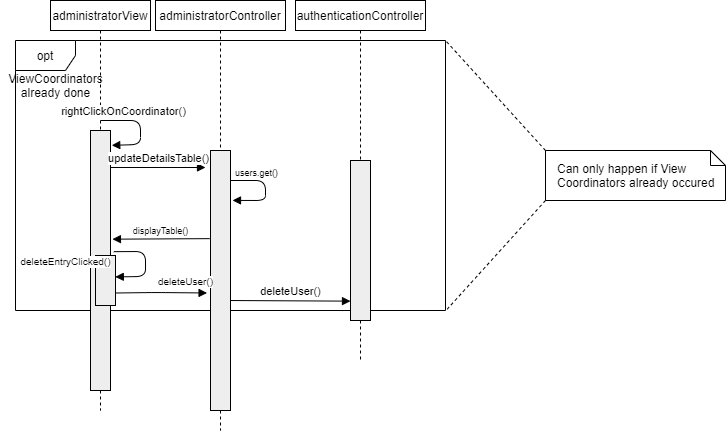 administratorView
administratorController
authenticationController
opt
ViewCoordinators
already done
rightClickOnCoordinator()
updateDetailsTable()
users.get()
Can only happen if View
Coordinators already occured
displayTable()
deleteEntryClicked()
deleteUser()
deleteUser()